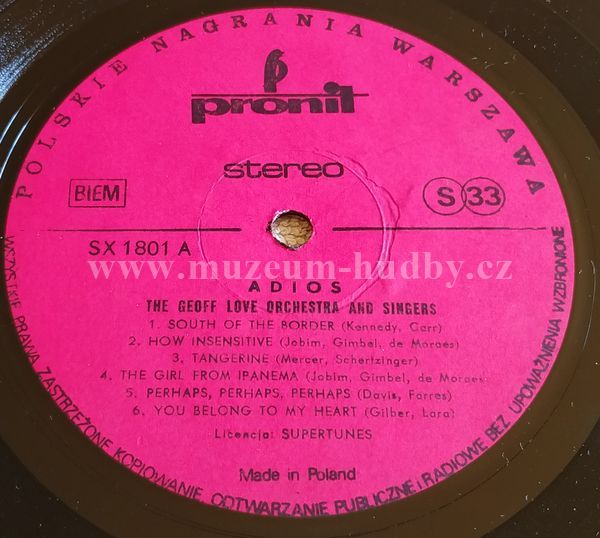 POLSKIE NAGRANIA WARSZAWA
pronit
stereo
BIEM
S 33
SX 1801 A
www.muzeum-hudby.cz
ADIOS
THE GEOFF LOVE ORCHESTRA AND SINGERS
1. SOUTH OF THE BORDER (Kennedy, Carr)
2. HOW INSENSITIVE (Jobim, Gimbel, de Moraes)
3. TANGERINE (Mercer, Schertzinger)
4. THE GIRL FROM IPANEMA (Jobim, Gimbel, de Moraes
5. PERHAPS, PERHAPS, PERHAPS (Davis, Farres)
6. YOU BELONG TO MY HEART (Gilber, Lara)
Licencja: SUPERTUNES
Made in Poland
WSZYSTKIE PRAWA ZASTRZEŻONE KOPIOWANIE, ODTWARZANIE PUBLICZNE I RADIOWE BEZ UPOWAŻNIENIA WZBRONIONE